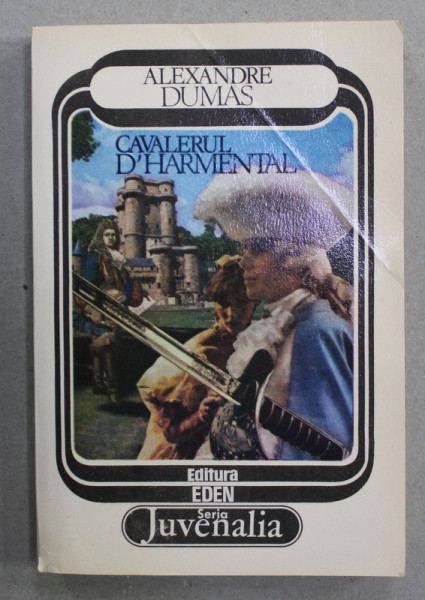 ALEXANDRE
DUMAS
CAVALERUL
D'HARMENTAL
Editura
EDEN
Seria
Juvenalia